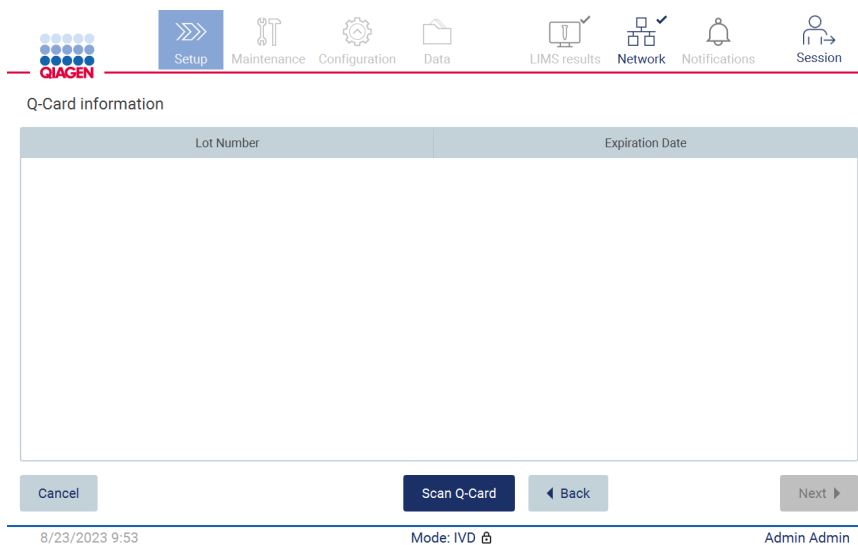 QIAGEN
Setup
Maintenance
Configuration
Data
LIMS results
Network
Notifications
Session
Q-Card information
Lot Number
Expiration Date
Cancel
Scan Q-Card
Back
Next
8/23/2023 9:53
Mode: IVD
Admin Admin